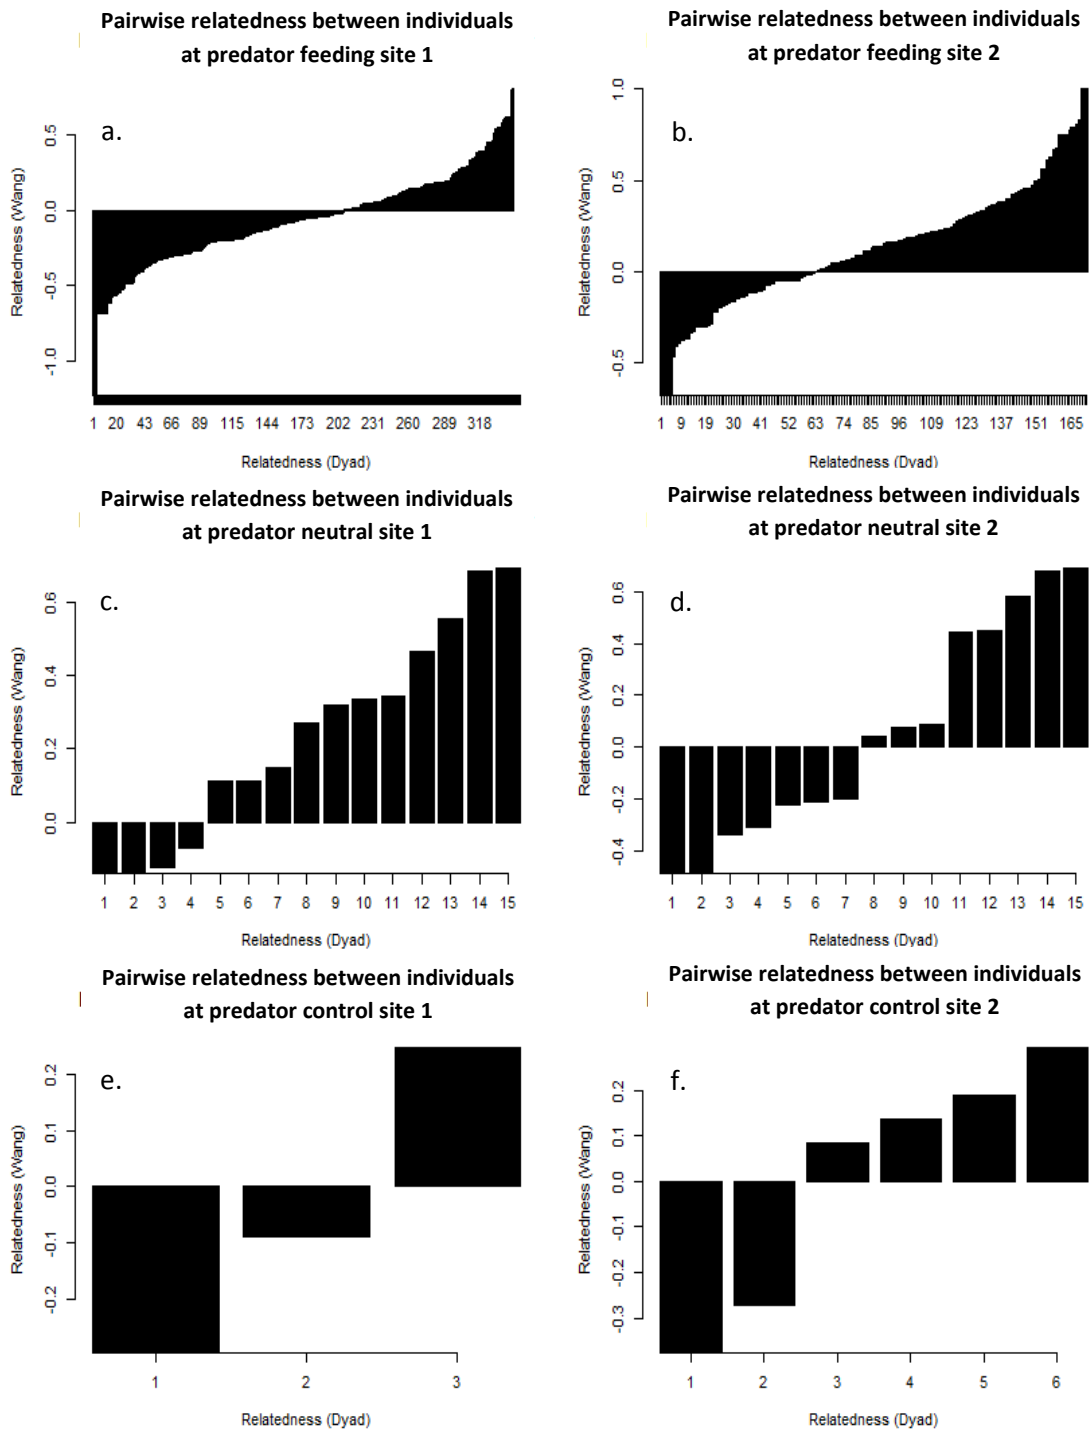 Pairwise relatedness between individuals
at predator feeding site 1
a.
Relatedness (Wang)
0.5
0.0
-0.5
-1.0
1 20 43 66 89 115 144 173 202 231 260 289 318
Relatedness (Dyad)
Pairwise relatedness between individuals
at predator feeding site 2
b.
Relatedness (Wang)
1.0
0.5
0.0
-0.5
1 9 19 30 41 52 63 74 85 96 109 123 137 151 165
Relatedness (Dyad)
Pairwise relatedness between individuals
at predator neutral site 1
c.
Relatedness (Wang)
0.6
0.4
0.2
0.0
1 2 3 4 5 6 7 8 9 10 11 12 13 14 15
Relatedness (Dyad)
Pairwise relatedness between individuals
at predator neutral site 2
d.
Relatedness (Wang)
0.6
0.4
0.2
0.0
-0.2
-0.4
1 2 3 4 5 6 7 8 9 10 11 12 13 14 15
Relatedness (Dyad)
Pairwise relatedness between individuals
at predator control site 1
e.
Relatedness (Wang)
0.2
0.1
0.0
-0.1
-0.2
1 2 3
Relatedness (Dyad)
Pairwise relatedness between individuals
at predator control site 2
f.
Relatedness (Wang)
0.2
0.1
0.0
-0.1
-0.2
-0.3
1 2 3 4 5 6
Relatedness (Dyad)